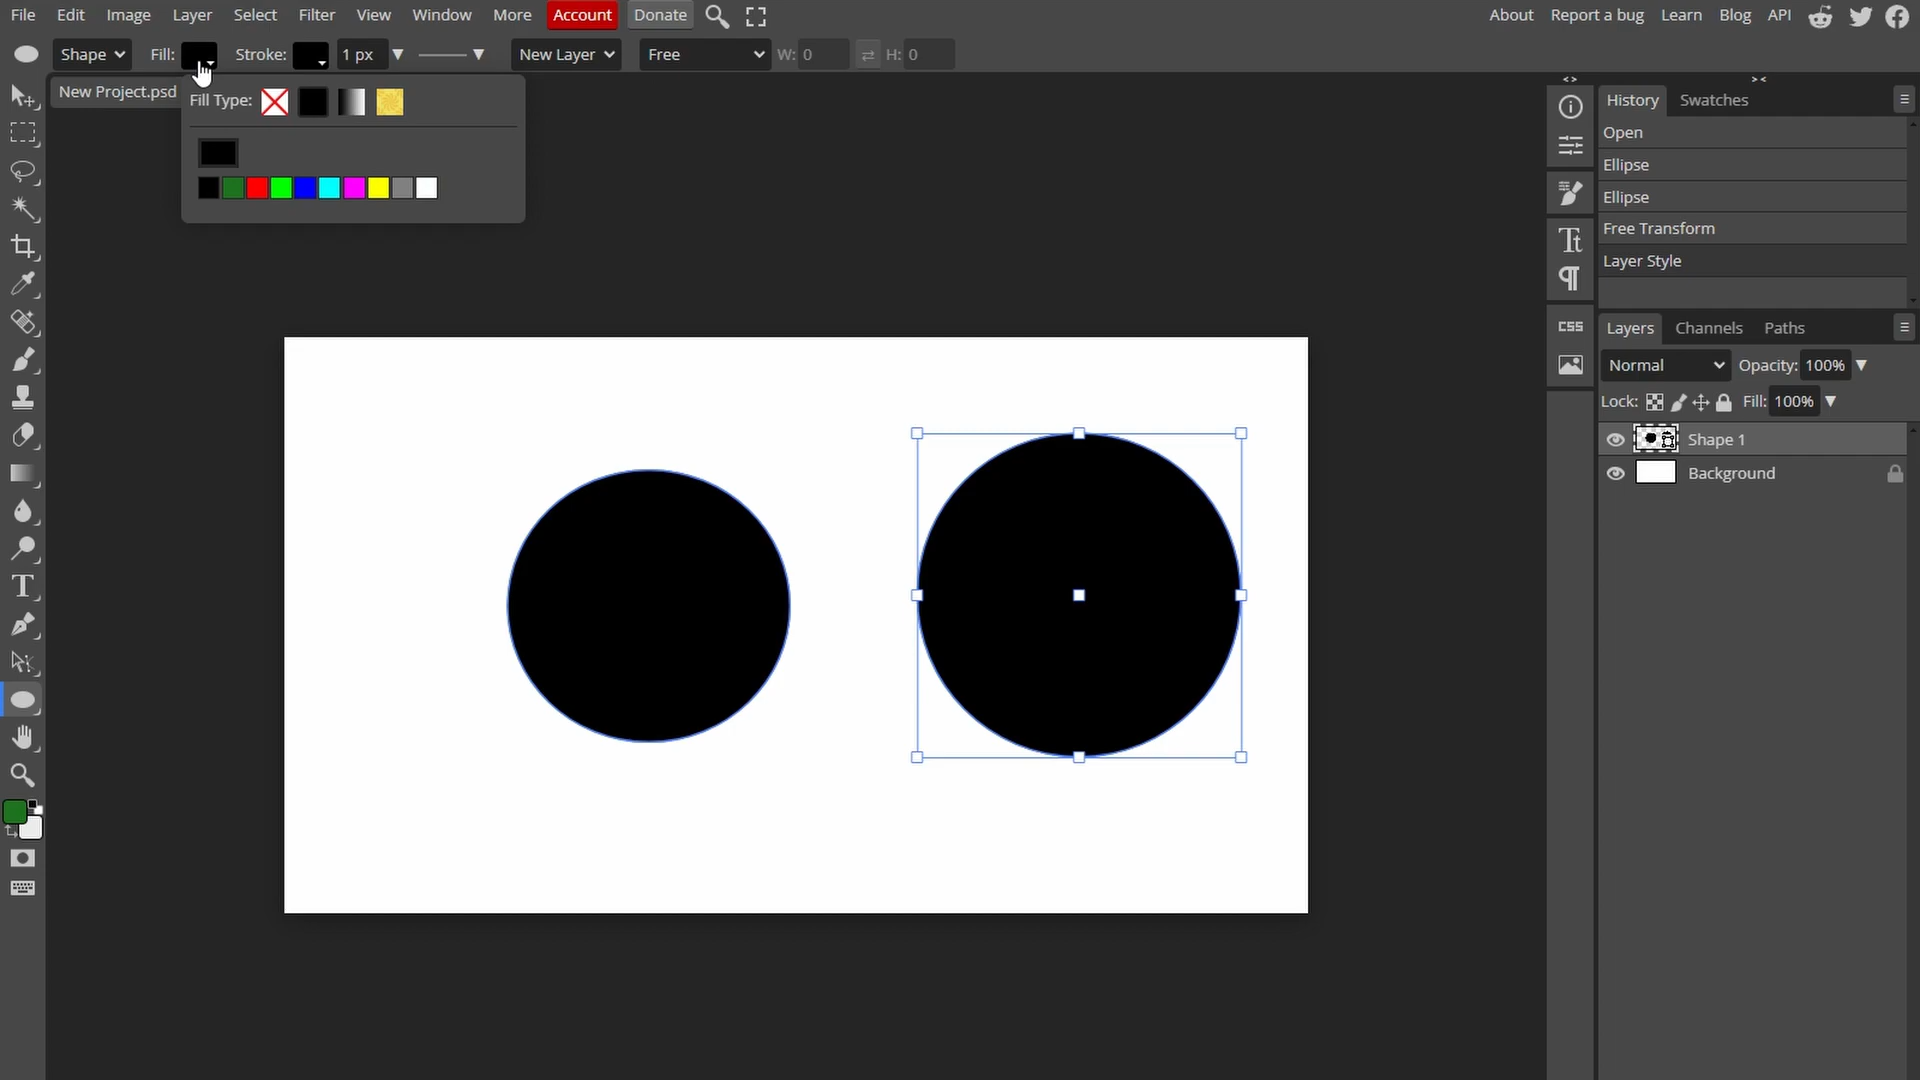 File Edit Image Layer Select Filter View Window More Account Donate About Report a bug Learn Blog API
Shape Fill: Stroke: 1 px New Layer Free W: 0 H: 0
New Project.psd
Fill Type:
History Swatches
Open
Ellipse
Ellipse
Free Transform
Layer Style
CSS
Layers Channels Paths
Normal Opacity: 100%
Lock: Fill: 100%
Shape 1
Background